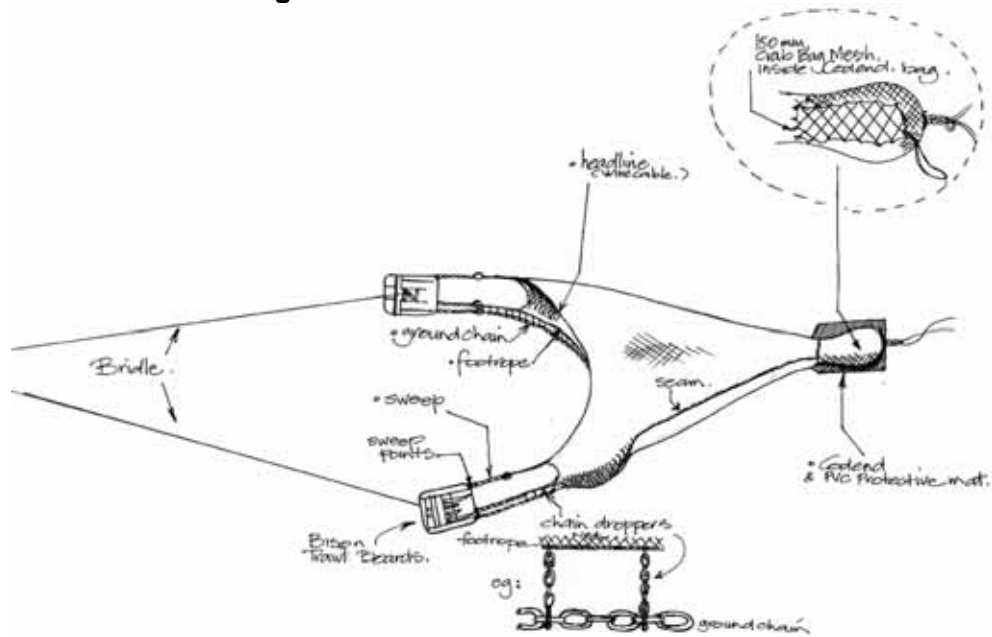 150 mm
Crab Bag Mesh.
inside Codend. bag.
• headline
(wire cable.)
• ground chain
• footrope
Bridle.
• sweep
seam.
sweep
points.
• Codend
& PVC Protective mat.
Bison
Trawl Boards.
chain droppers
footrope
eg:
ground chain